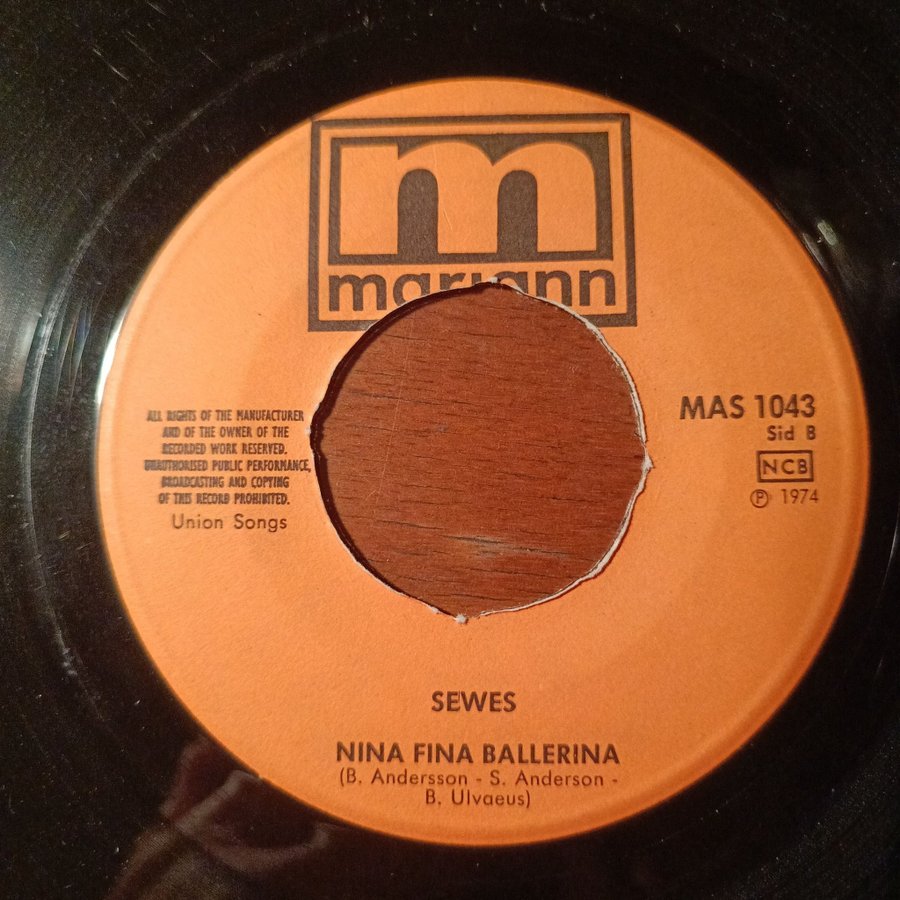 m
mariann
ALL RIGHTS OF THE MANUFACTURER
AND OF THE OWNER OF THE
RECORDED WORK RESERVED.
UNAUTHORISED PUBLIC PERFORMANCE,
BROADCASTING AND COPYING
OF THIS RECORD PROHIBITED.
Union Songs
MAS 1043
Sid B
NCB
℗ 1974
SEWES
NINA FINA BALLERINA
(B. Andersson - S. Anderson -
B. Ulvaeus)